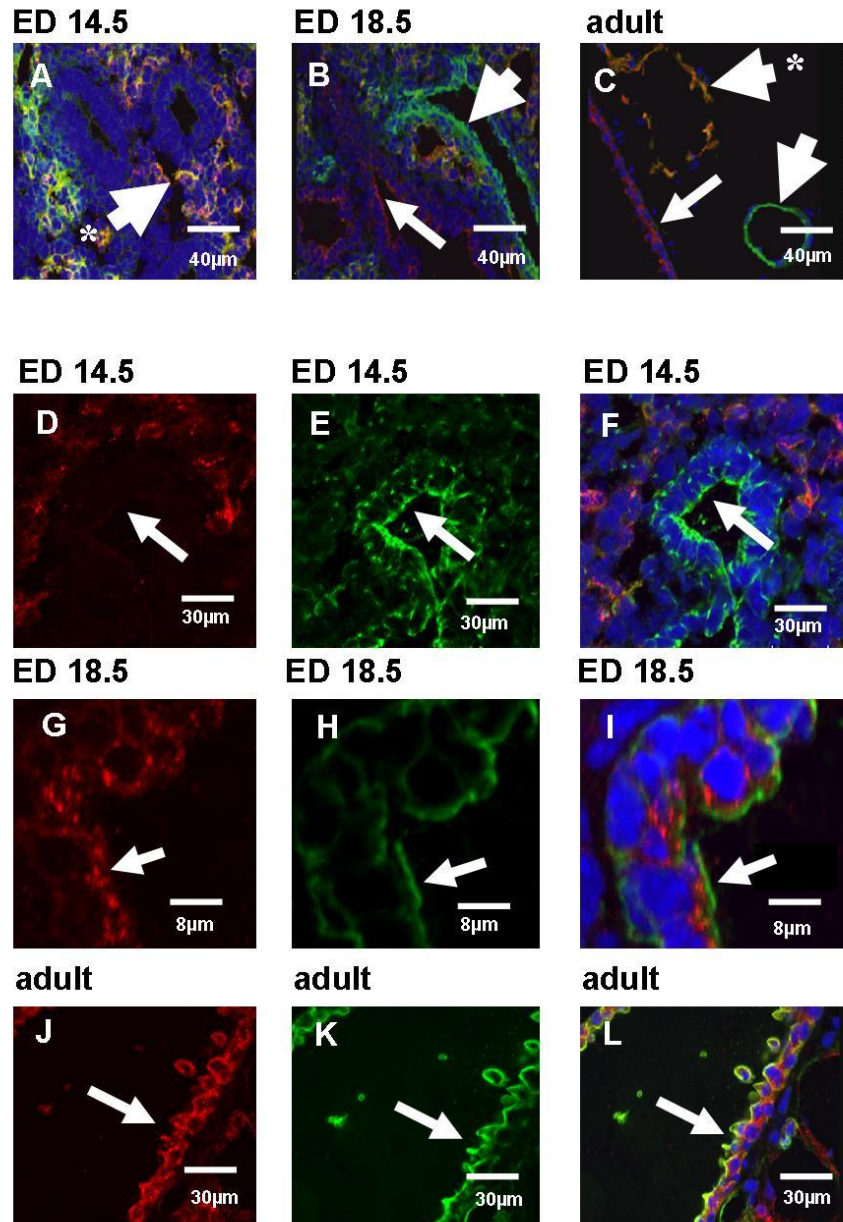 ED 14.5 ED 18.5 adult
A B C
* *
40µm 40µm 40µm
ED 14.5 ED 14.5 ED 14.5
D E F
30µm 30µm 30µm
ED 18.5 ED 18.5 ED 18.5
G H I
8µm 8µm 8µm
adult adult adult
J K L
30µm 30µm 30µm